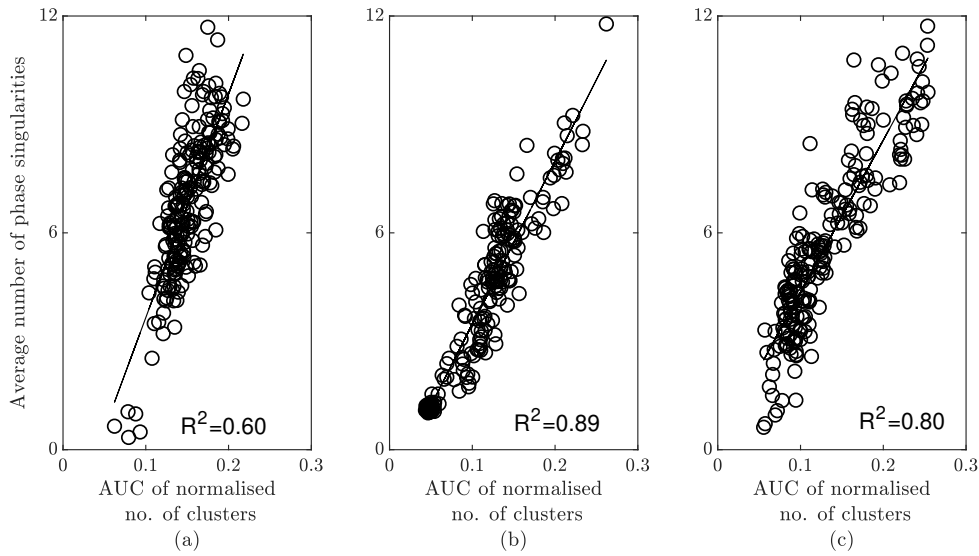 Average number of phase singularities
12
6
0
0
0.1
0.2
0.3
R²=0.60
AUC of normalised
no. of clusters
(a)
12
6
0
0
0.1
0.2
0.3
R²=0.89
AUC of normalised
no. of clusters
(b)
12
6
0
0
0.1
0.2
0.3
R²=0.80
AUC of normalised
no. of clusters
(c)